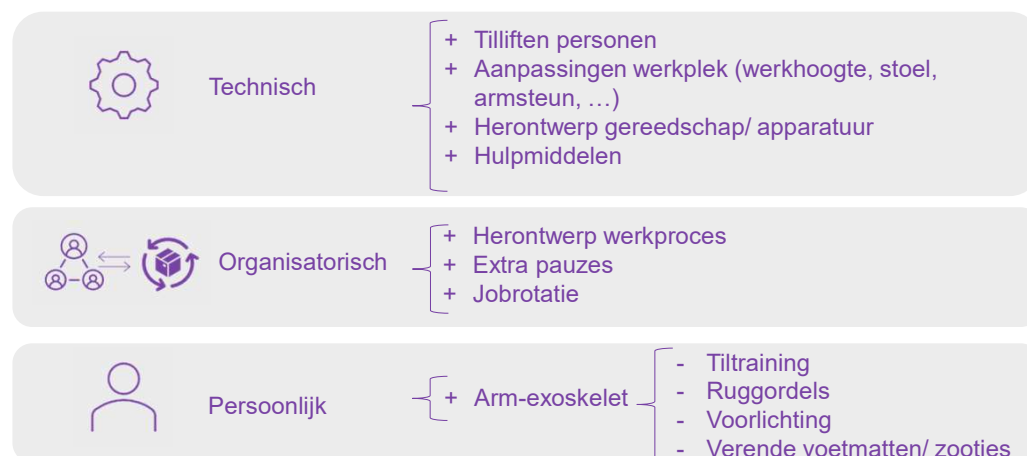 Technisch
+ Tilliften personen
+ Aanpassingen werkplek (werkhoogte, stoel,
armsteun, …)
+ Herontwerp gereedschap/ apparatuur
+ Hulpmiddelen
Organisatorisch
+ Herontwerp werkproces
+ Extra pauzes
+ Jobrotatie
Persoonlijk
+ Arm-exoskelet
- Tiltraining
- Ruggordels
- Voorlichting
- Verende voetmatten/ zooties